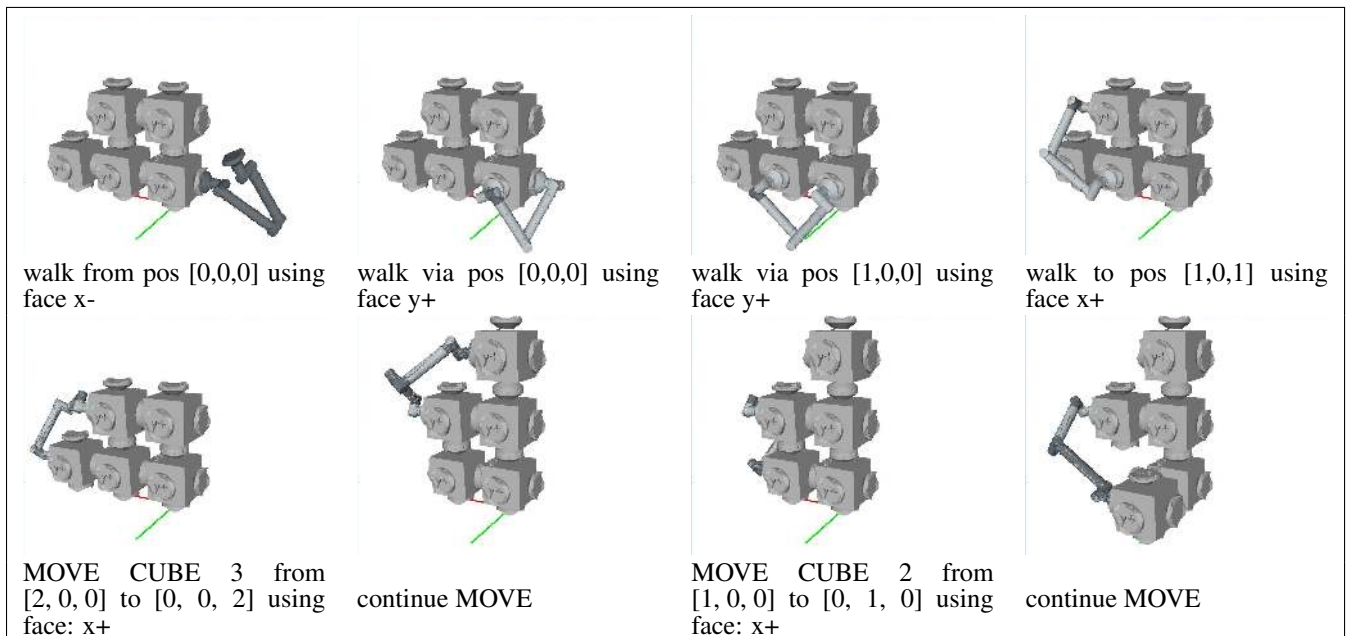 walk from pos [0,0,0] using
face x-
walk via pos [0,0,0] using
face y+
walk via pos [1,0,0] using
face y+
walk to pos [1,0,1] using
face x+
MOVE CUBE 3 from
[2, 0, 0] to [0, 0, 2] using
face: x+
continue MOVE
MOVE CUBE 2 from
[1, 0, 0] to [0, 1, 0] using
face: x+
continue MOVE